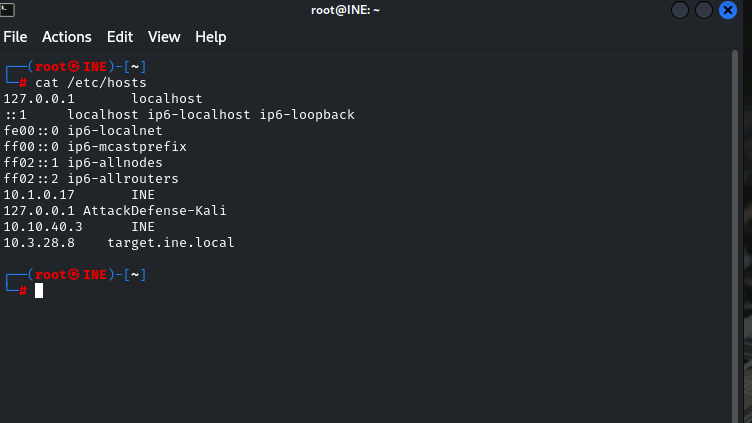 root@INE: ~
File Actions Edit View Help
┌──(root㉿INE)-[~]
└─# cat /etc/hosts
127.0.0.1       localhost
::1     localhost ip6-localhost ip6-loopback
fe00::0 ip6-localnet
ff00::0 ip6-mcastprefix
ff02::1 ip6-allnodes
ff02::2 ip6-allrouters
10.1.0.17       INE
127.0.0.1 AttackDefense-Kali
10.10.40.3      INE
10.3.28.8    target.ine.local
┌──(root㉿INE)-[~]
└─#